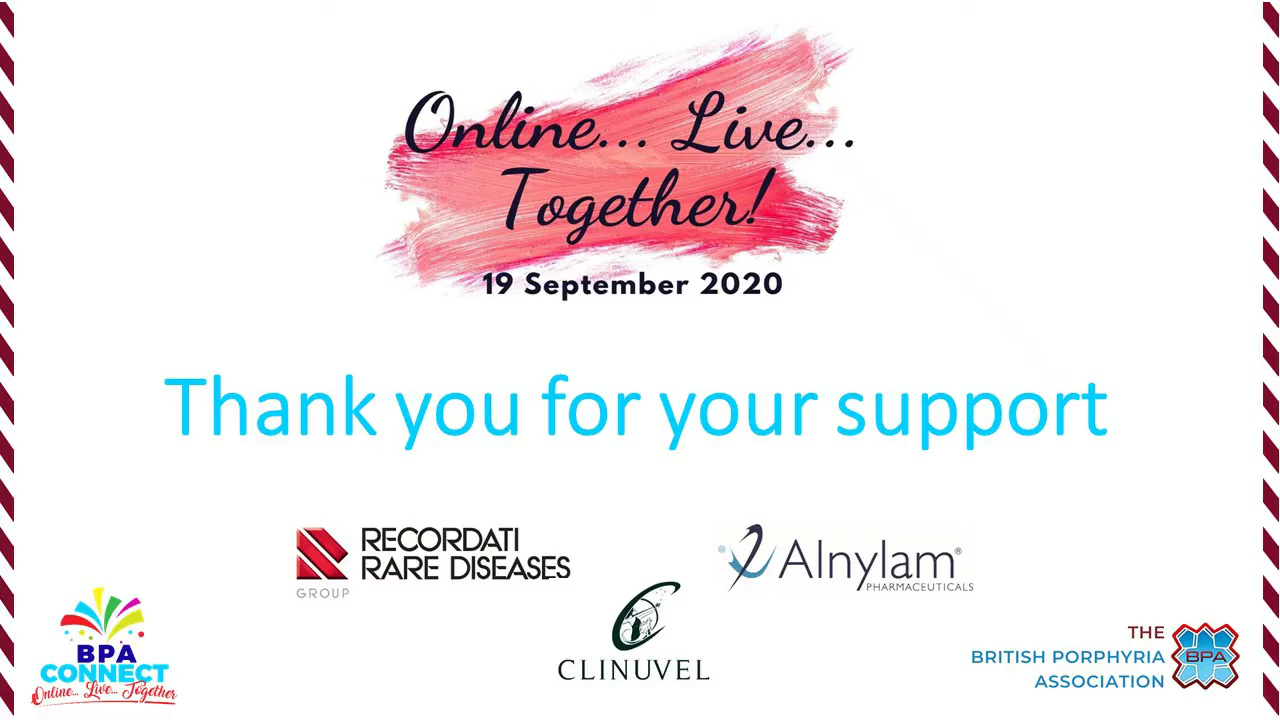 Online... Live...
Together!
19 September 2020
Thank you for your support
RECORDATI
RARE DISEASES
GROUP
Alnylam®
PHARMACEUTICALS
CLINUVEL
BPA
CONNECT
Online... Live... Together
THE
BRITISH PORPHYRIA
ASSOCIATION
BPA